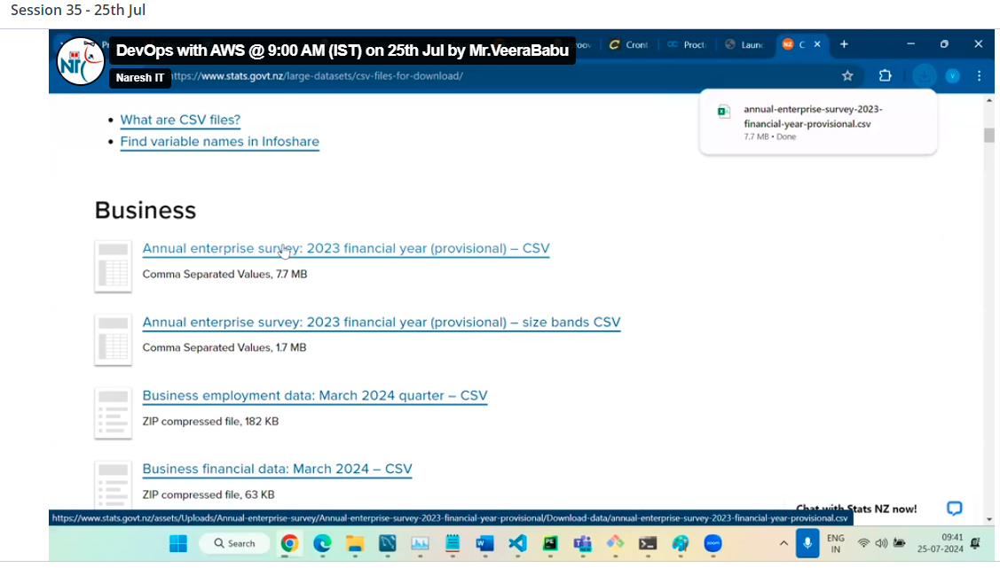 Session 35 - 25th Jul
DevOps with AWS @ 9:00 AM (IST) on 25th Jul by Mr.VeeraBabu
Cront
Proct
Laun
C
NIT
Naresh IT
https://www.stats.govt.nz/large-datasets/csv-files-for-download/
V
annual-enterprise-survey-2023-
financial-year-provisional.csv
7.7 MB • Done
What are CSV files?
Find variable names in Infoshare
Business
Annual enterprise survey: 2023 financial year (provisional) – CSV
Comma Separated Values, 7.7 MB
Annual enterprise survey: 2023 financial year (provisional) – size bands CSV
Comma Separated Values, 1.7 MB
Business employment data: March 2024 quarter – CSV
ZIP compressed file, 182 KB
Business financial data: March 2024 – CSV
ZIP compressed file, 63 KB
Chat with Stats NZ now!
https://www.stats.govt.nz/assets/Uploads/Annual-enterprise-survey/Annual-enterprise-survey-2023-financial-year-provisional/Download-data/annual-enterprise-survey-2023-financial-year-provisional.csv
Search
zoom
ENG
IN
09:41
25-07-2024